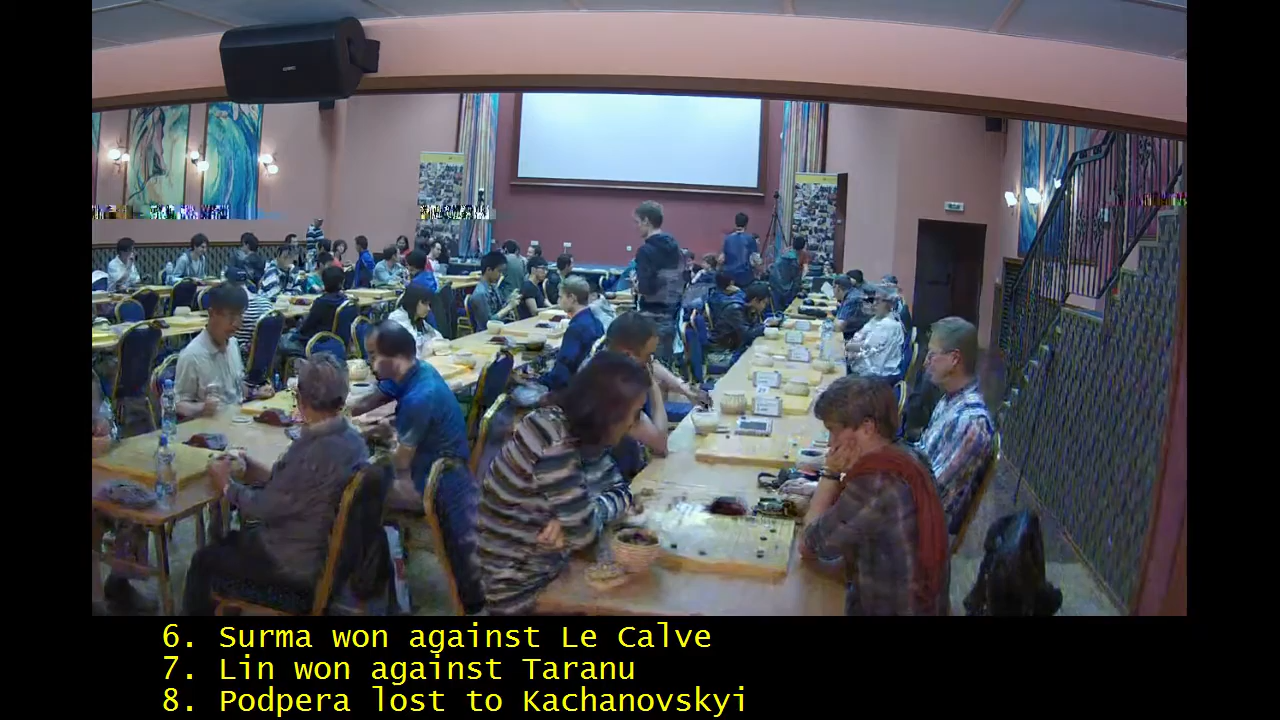 6. Surma won against Le Calve
7. Lin won against Taranu
8. Podpera lost to Kachanovskyi